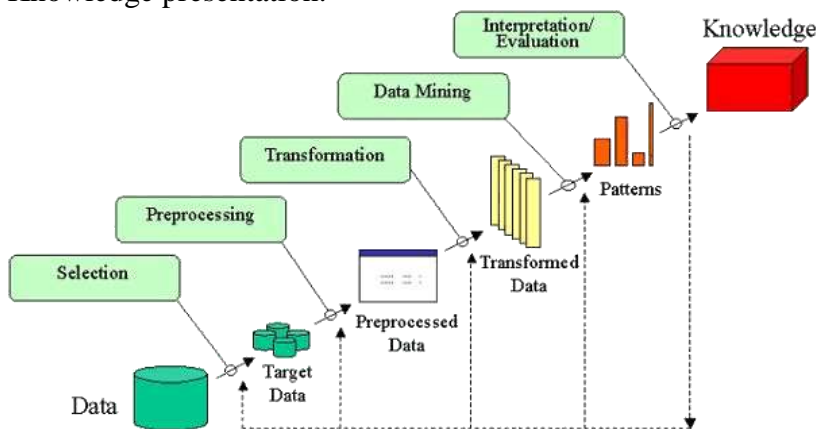 Knowledge presentation.
Interpretation/
Evaluation
Knowledge
Data Mining
Transformation
Patterns
Preprocessing
Transformed
Data
Selection
Preprocessed
Data
Target
Data
Data